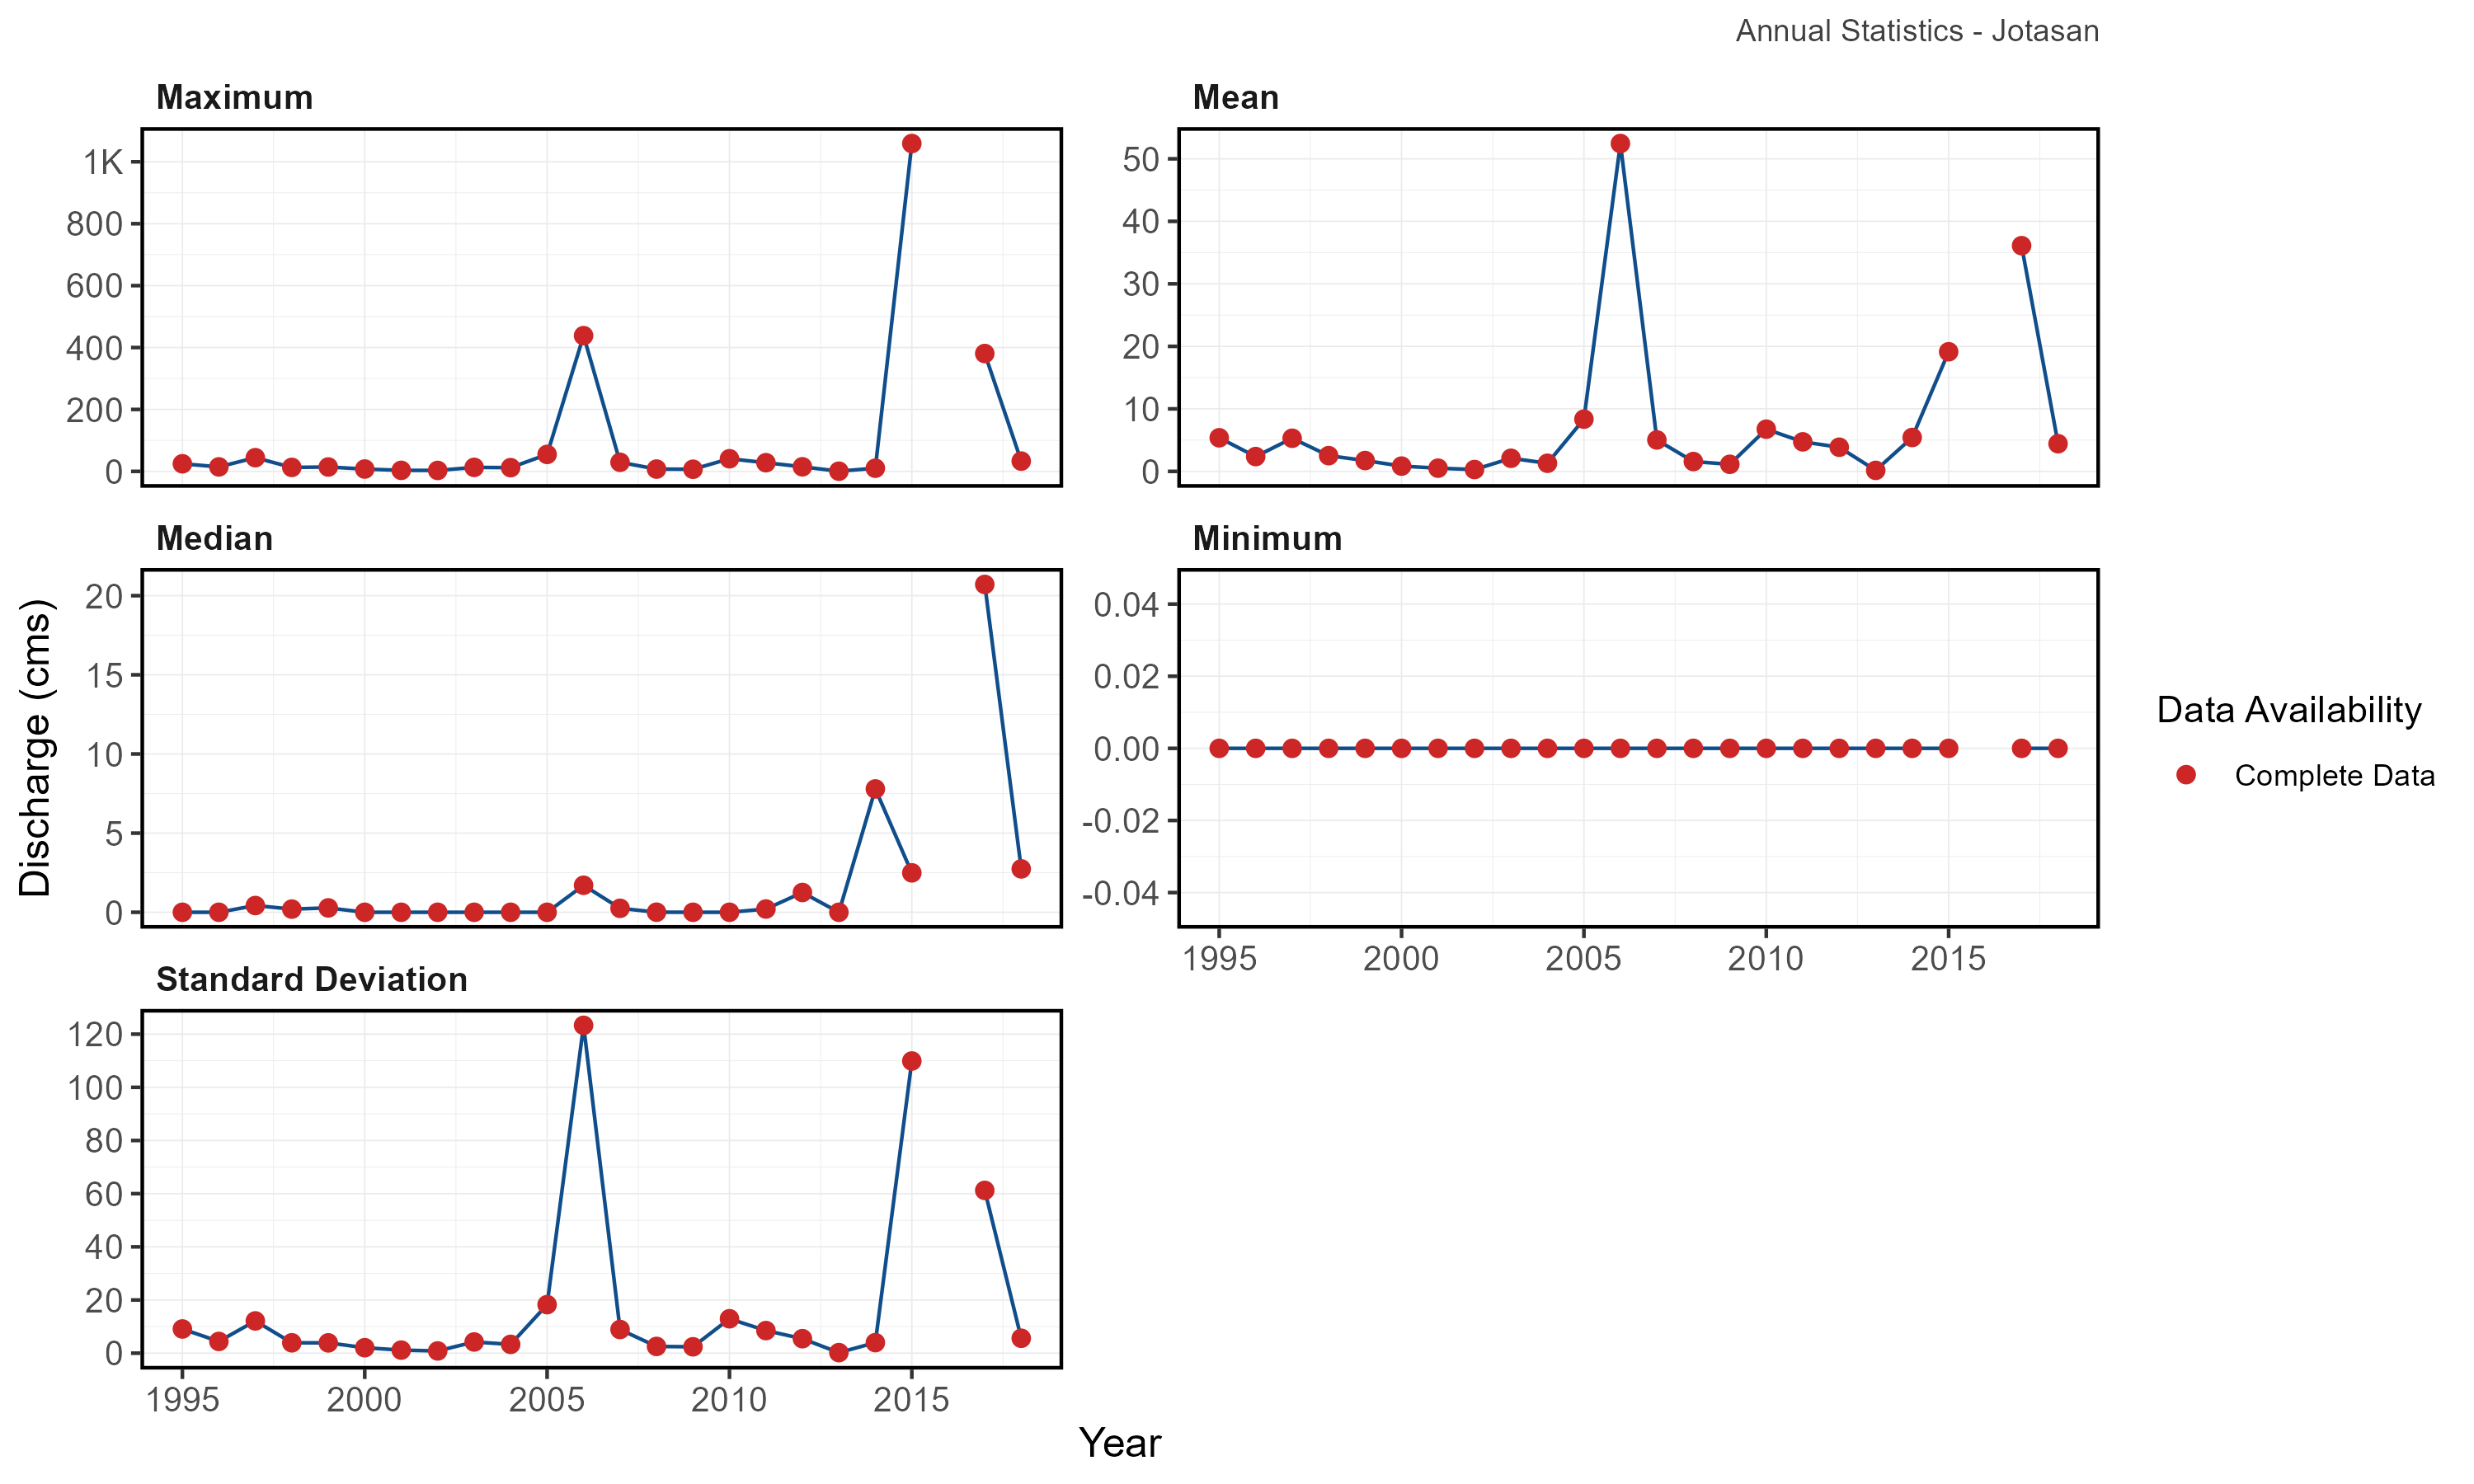 Annual Statistics - Jotasan
Maximum
1K
800
600
400
200
0
Mean
50
40
30
20
10
0
Discharge (cms)
Median
20
15
10
5
0
Minimum
0.04
0.02
0.00
-0.02
-0.04
1995 2000 2005 2010 2015
Data Availability
Complete Data
Standard Deviation
120
100
80
60
40
20
0
1995 2000 2005 2010 2015
Year